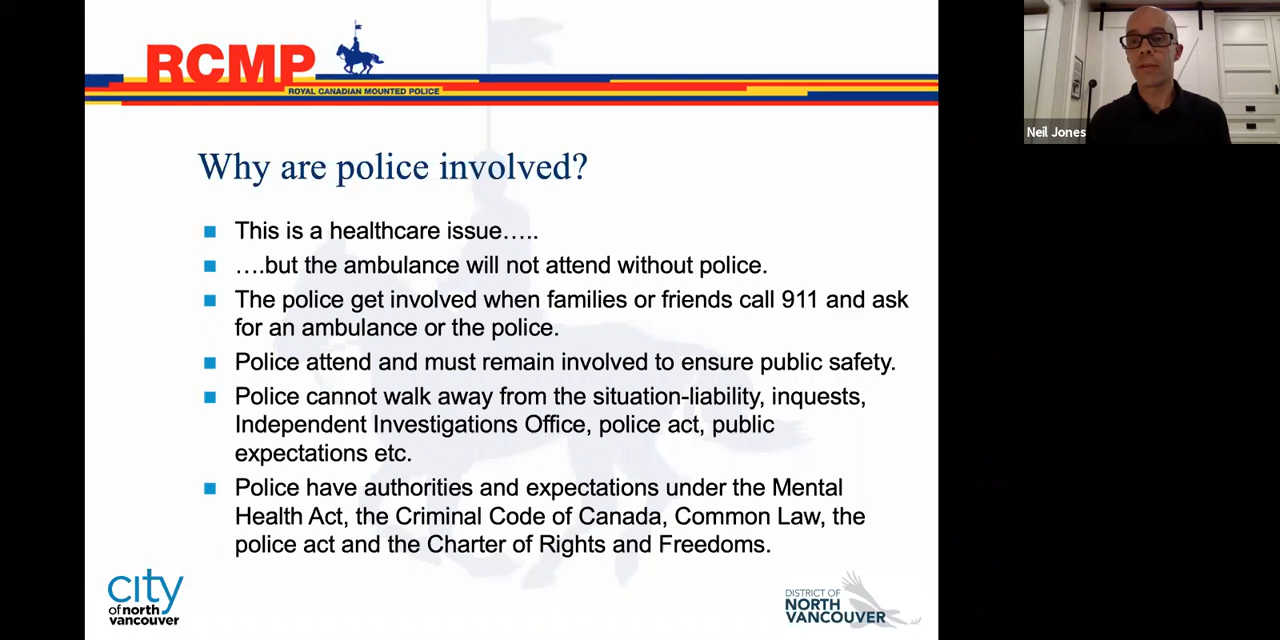 RCMP
ROYAL CANADIAN MOUNTED POLICE
Neil Jones
Why are police involved?
This is a healthcare issue…..
….but the ambulance will not attend without police.
The police get involved when families or friends call 911 and ask
for an ambulance or the police.
Police attend and must remain involved to ensure public safety.
Police cannot walk away from the situation-liability, inquests,
Independent Investigations Office, police act, public
expectations etc.
Police have authorities and expectations under the Mental
Health Act, the Criminal Code of Canada, Common Law, the
police act and the Charter of Rights and Freedoms.
city
of north
vancouver
DISTRICT OF
NORTH
VANCOUVER